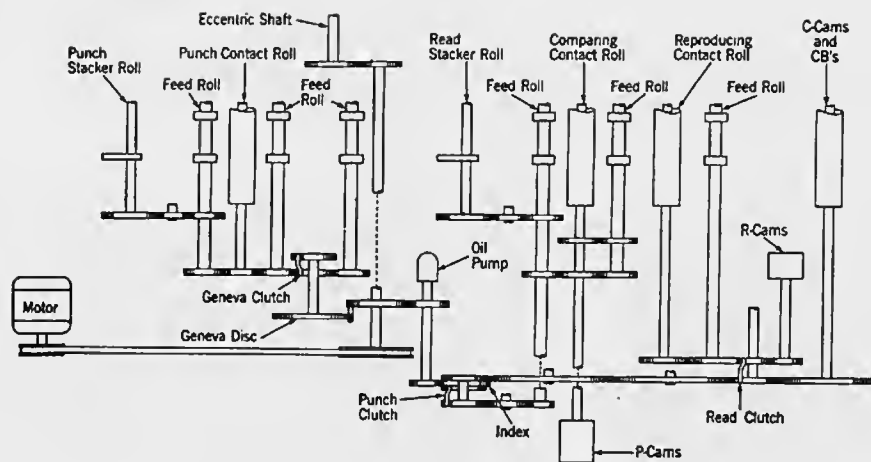 Eccentric Shaft
Punch
Stacker Roll
Punch Contact Roll
Feed Roll
Feed
Roll
Read
Stacker Roll
Comparing
Contact Roll
Reproducing
Contact Roll
C-Cams
and
CB's
Feed Roll
Feed Roll
Feed Roll
R-Cams
Oil
Pump
Motor
Geneva Clutch
Geneva Disc
Punch
Clutch
Index
Read Clutch
P-Cams